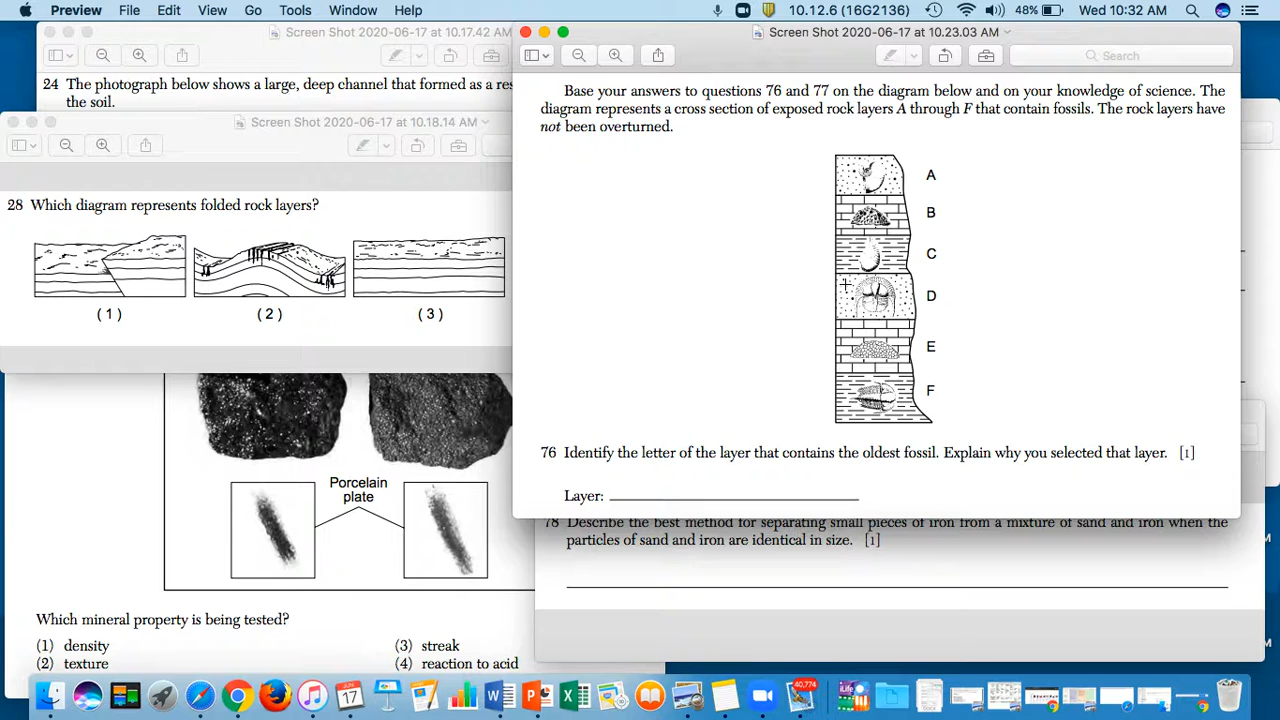 Preview File Edit View Go Tools Window Help
10.12.6 (16G2136) 48% Wed 10:32 AM
Screen Shot 2020-06-17 at 10.17.42 AM
24 The photograph below shows a large, deep channel that formed as a
the soil.
Screen Shot 2020-06-17 at 10.18.14 AM
28 Which diagram represents folded rock layers?
( 1 ) ( 2 ) ( 3 )
Porcelain
plate
Which mineral property is being tested?
(1) density (3) streak
(2) texture (4) reaction to acid
Screen Shot 2020-06-17 at 10.23.03 AM
Search
Base your answers to questions 76 and 77 on the diagram below and on your knowledge of science. The
diagram represents a cross section of exposed rock layers A through F that contain fossils. The rock layers have
not been overturned.
A
B
C
D
E
F
76 Identify the letter of the layer that contains the oldest fossil. Explain why you selected that layer. [1]
Layer:
78 Describe the best method for separating small pieces of iron from a mixture of sand and iron when the
particles of sand and iron are identical in size. [1]
JUN
17
40,774